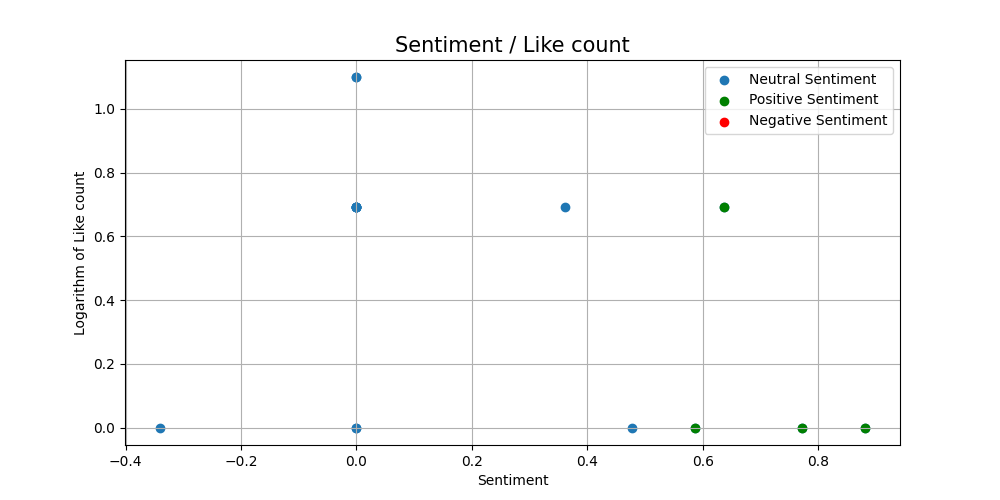 Sentiment / Like count
Neutral Sentiment
Positive Sentiment
Negative Sentiment
Logarithm of Like count
1.0
0.8
0.6
0.4
0.2
0.0
−0.4 −0.2 0.0 0.2 0.4 0.6 0.8
Sentiment